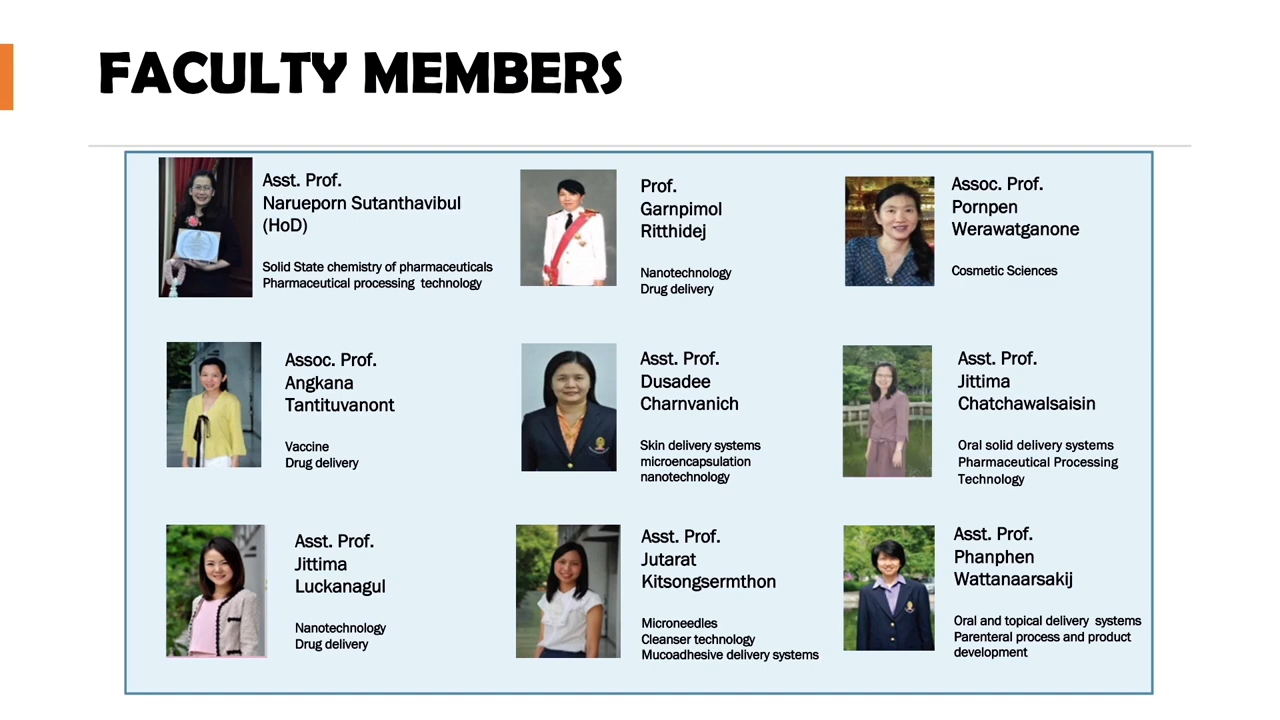 FACULTY MEMBERS
Asst. Prof.
Narueporn Sutanthavibul
(HoD)
Solid State chemistry of pharmaceuticals
Pharmaceutical processing technology
Prof.
Garnpimol
Ritthidej
Nanotechnology
Drug delivery
Assoc. Prof.
Pornpen
Werawatganone
Cosmetic Sciences
Assoc. Prof.
Angkana
Tantituvanont
Vaccine
Drug delivery
Asst. Prof.
Dusadee
Charnvanich
Skin delivery systems
microencapsulation
nanotechnology
Asst. Prof.
Jittima
Chatchawalsaisin
Oral solid delivery systems
Pharmaceutical Processing
Technology
Asst. Prof.
Jittima
Luckanagul
Nanotechnology
Drug delivery
Asst. Prof.
Jutarat
Kitsongsermthon
Microneedles
Cleanser technology
Mucoadhesive delivery systems
Asst. Prof.
Phanphen
Wattanaarsakij
Oral and topical delivery systems
Parenteral process and product
development